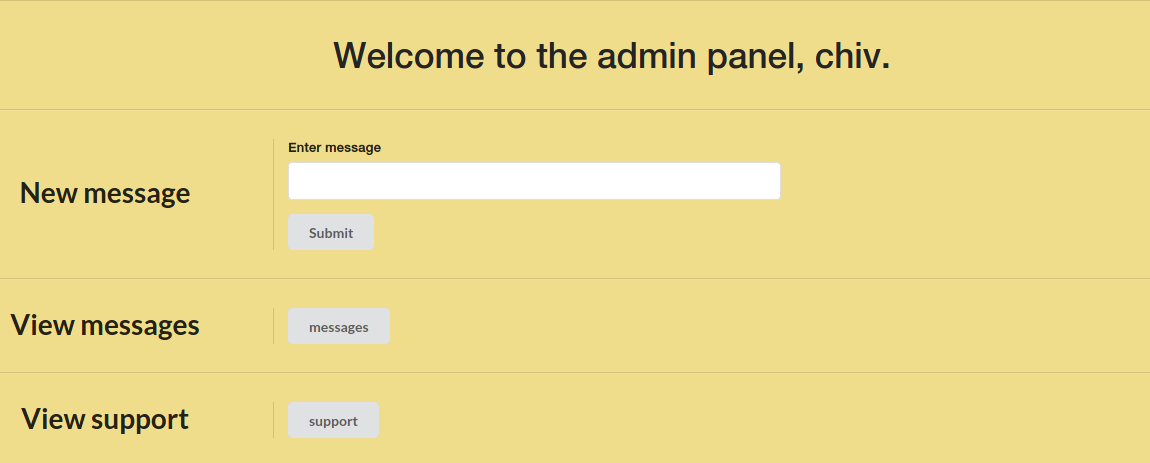 Welcome to the admin panel, chiv.
New message
Enter message
Submit
View messages
messages
View support
support